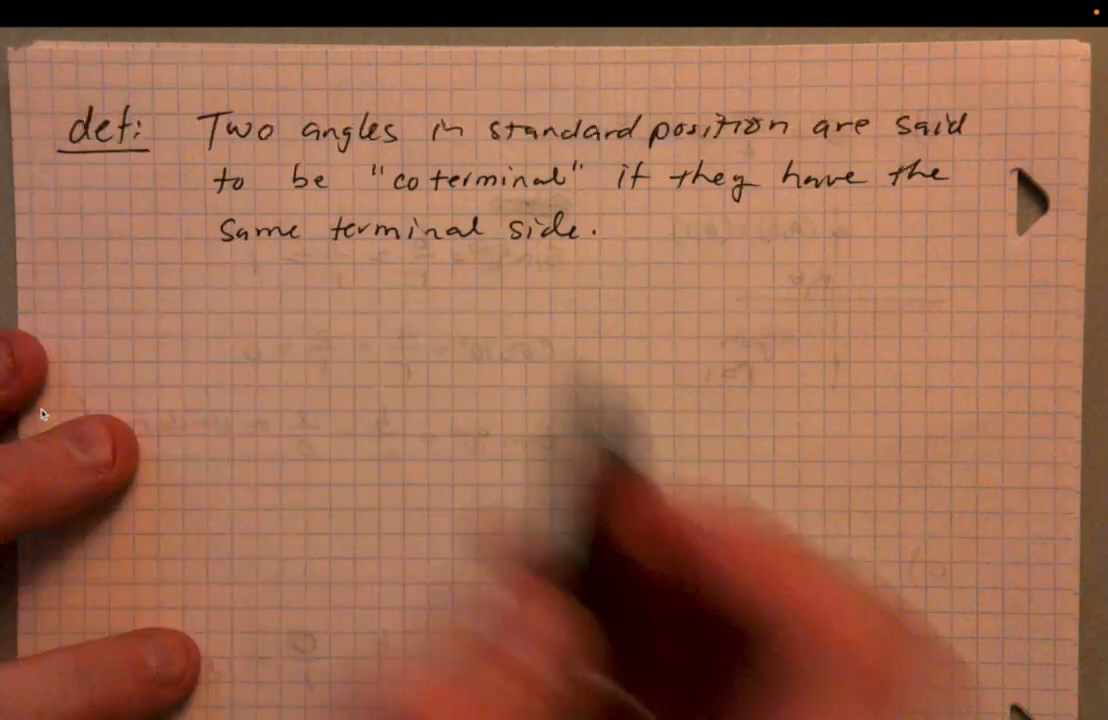 def: Two angles in standard position are said
to be "coterminal" if they have the
same terminal side.